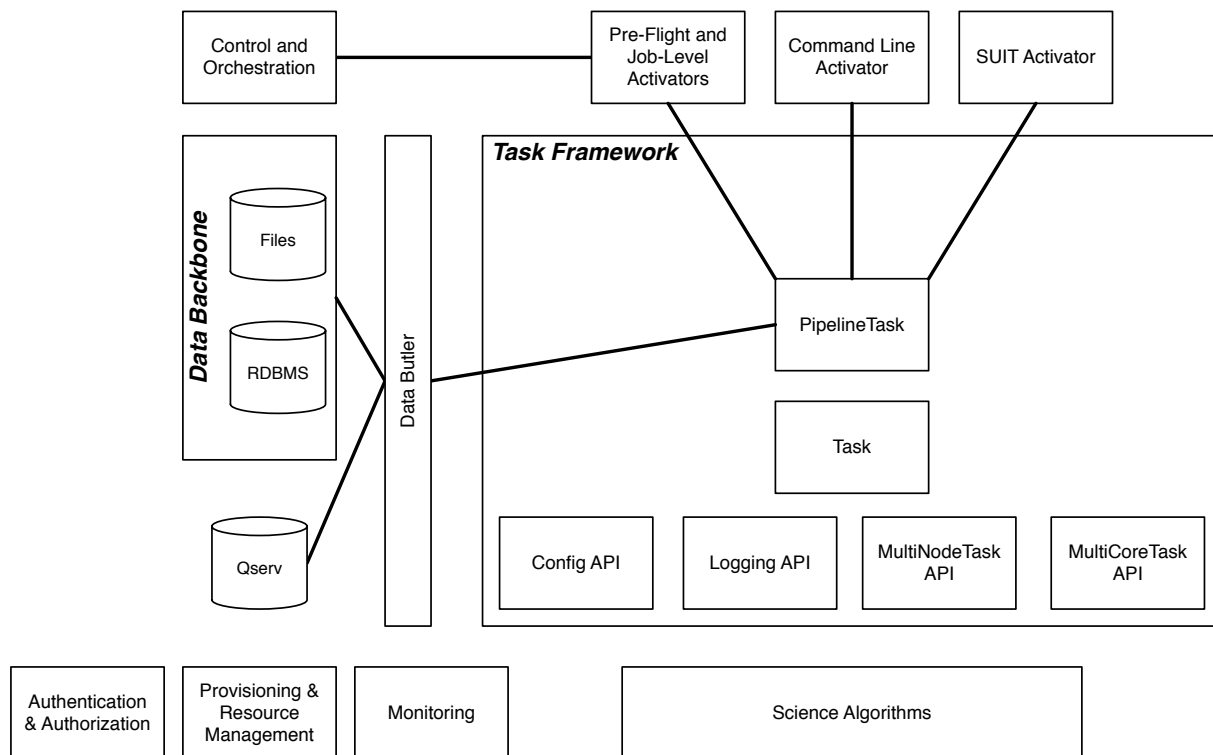 Control and
Orchestration
Pre-Flight and
Job-Level
Activators
Command Line
Activator
SUIT Activator
Task Framework
Data Backbone
Files
RDBMS
Data Butler
PipelineTask
Task
Qserv
Config API
Logging API
MultiNodeTask
API
MultiCoreTask
API
Authentication
& Authorization
Provisioning &
Resource
Management
Monitoring
Science Algorithms